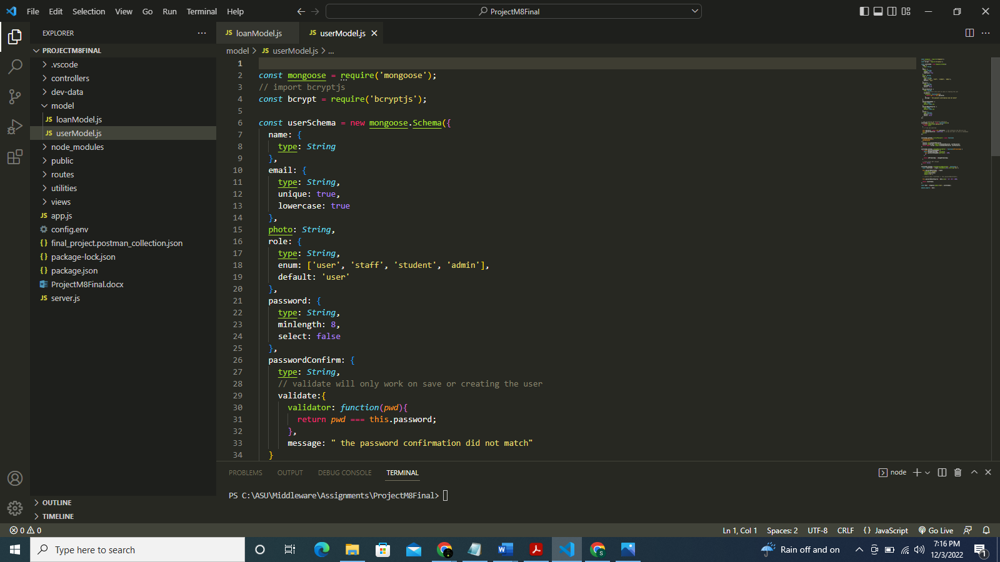 File Edit Selection View Go Run Terminal Help
ProjectM8Final
EXPLORER
JS loanModel.js
JS userModel.js
PROJECTM8FINAL
model > JS userModel.js > ...
.vscode
controllers
dev-data
model
JS loanModel.js
JS userModel.js
node_modules
public
routes
utilities
views
JS app.js
config.env
{} final_project.postman_collection.json
{} package-lock.json
{} package.json
ProjectM8Final.docx
JS server.js
OUTLINE
TIMELINE
1
2 const mongoose = require('mongoose');
3 // import bcryptjs
4 const bcrypt = require('bcryptjs');
5
6 const userSchema = new mongoose.Schema({
7 name: {
8 type: String
9 },
10 email: {
11 type: String,
12 unique: true,
13 lowercase: true
14 },
15 photo: String,
16 role: {
17 type: String,
18 enum: ['user', 'staff', 'student', 'admin'],
19 default: 'user'
20 },
21 password: {
22 type: String,
23 minlength: 8,
24 select: false
25 },
26 passwordConfirm: {
27 type: String,
28 // validate will only work on save or creating the user
29 validate:{
30 validator: function(pwd){
31 return pwd === this.password;
32 },
33 message: " the password confirmation did not match"
34 }
PROBLEMS OUTPUT DEBUG CONSOLE TERMINAL
node
PS C:\ASU\Middleware\Assignments\ProjectM8Final>
0 0
Ln 1, Col 1 Spaces: 2 UTF-8 CRLF {} JavaScript Go Live
Type here to search
Rain off and on
7:16 PM
12/3/2022
1